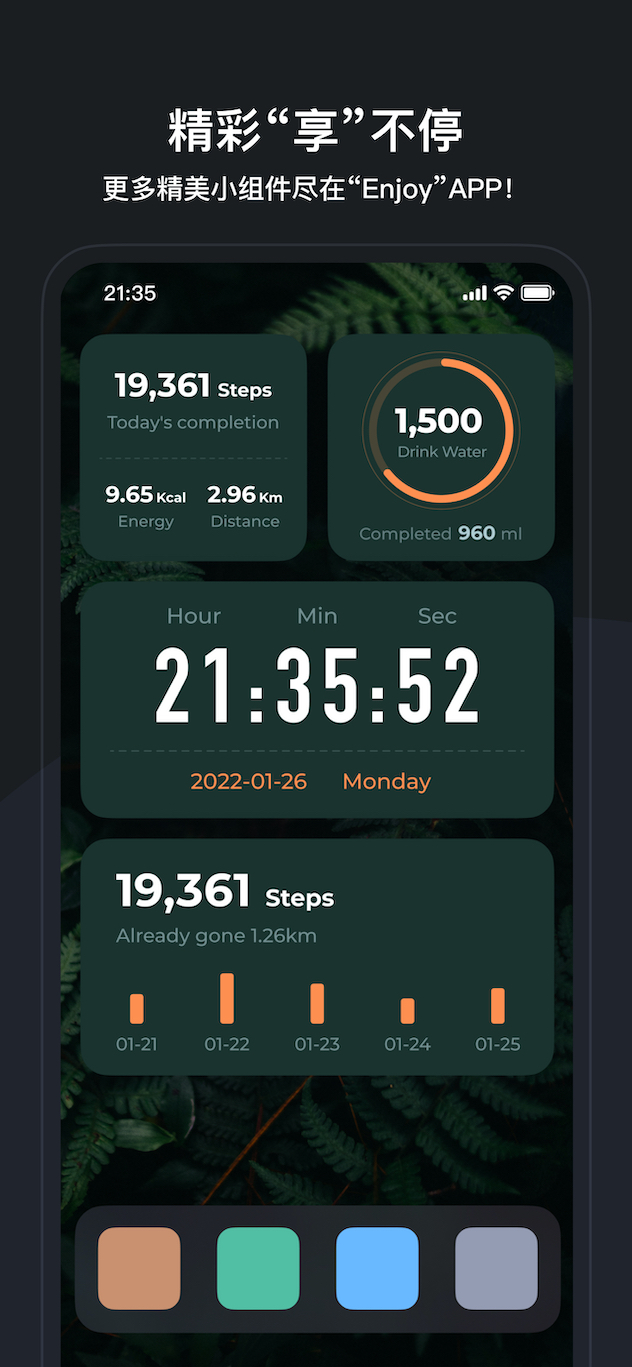 精彩“享”不停
更多精美小组件尽在“Enjoy”APP！
21:35
19,361 Steps
Today's completion
9.65 Kcal 2.96 Km
Energy Distance
1,500
Drink Water
Completed 960 ml
Hour Min Sec
21:35:52
2022-01-26 Monday
19,361 Steps
Already gone 1.26km
01-21 01-22 01-23 01-24 01-25